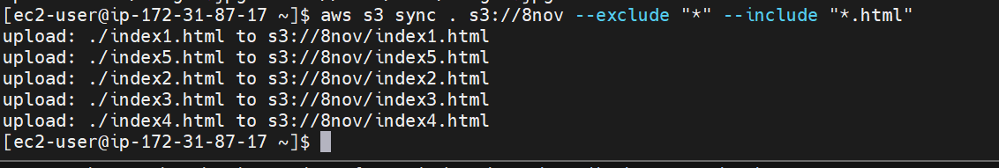 [ec2-user@ip-172-31-87-17 ~]$ aws s3 sync . s3://8nov --exclude "*" --include "*.html"
upload: ./index1.html to s3://8nov/index1.html
upload: ./index5.html to s3://8nov/index5.html
upload: ./index2.html to s3://8nov/index2.html
upload: ./index3.html to s3://8nov/index3.html
upload: ./index4.html to s3://8nov/index4.html
[ec2-user@ip-172-31-87-17 ~]$